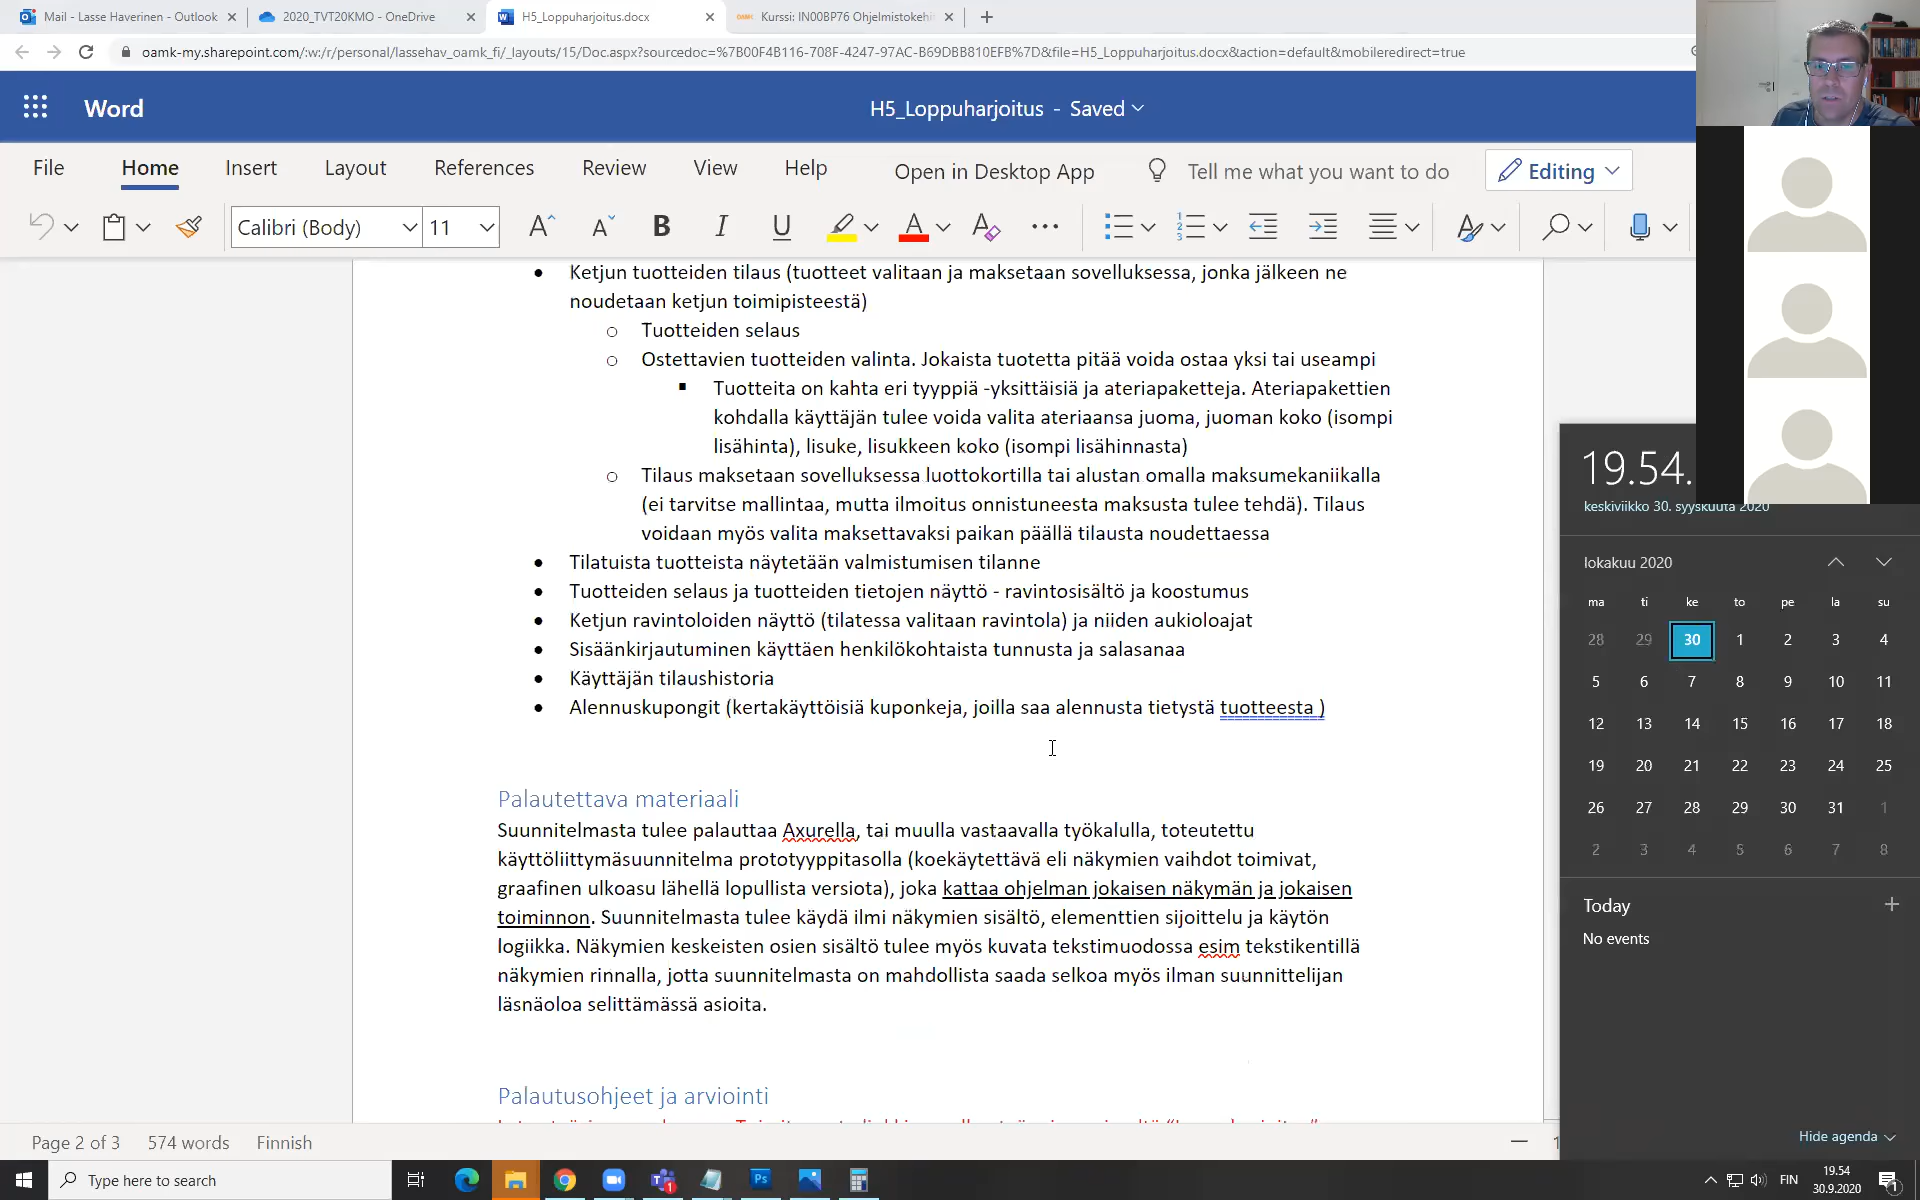 Mail - Lasse Haverinen - Outlook
2020_TVT20KMO - OneDrive
H5_Loppuharjoitus.docx
Kurssi: IN00BP76 Ohjelmistokehi
oamk-my.sharepoint.com/:w:/r/personal/lassehav_oamk_fi/_layouts/15/Doc.aspx?sourcedoc=%7B00F4B116-708F-4247-97AC-B69DBB810EFB%7D&file=H5_Loppuharjoitus.docx&action=default&mobileredirect=true
Word
H5_Loppuharjoitus - Saved
File Home Insert Layout References Review View Help Open in Desktop App Tell me what you want to do Editing
Calibri (Body) 11
• Ketjun tuotteiden tilaus (tuotteet valitaan ja maksetaan sovelluksessa, jonka jälkeen ne
noudetaan ketjun toimipisteestä)
o Tuotteiden selaus
o Ostettavien tuotteiden valinta. Jokaista tuotetta pitää voida ostaa yksi tai useampi
▪ Tuotteita on kahta eri tyyppiä -yksittäisiä ja ateriapaketteja. Ateriapakettien
kohdalla käyttäjän tulee voida valita ateriaansa juoma, juoman koko (isompi
lisähinta), lisuke, lisukkeen koko (isompi lisähinnasta)
o Tilaus maksetaan sovelluksessa luottokortilla tai alustan omalla maksumekaniikalla
(ei tarvitse mallintaa, mutta ilmoitus onnistuneesta maksusta tulee tehdä). Tilaus
voidaan myös valita maksettavaksi paikan päällä tilausta noudettaessa
• Tilatuista tuotteista näytetään valmistumisen tilanne
• Tuotteiden selaus ja tuotteiden tietojen näyttö - ravintosisältö ja koostumus
• Ketjun ravintoloiden näyttö (tilatessa valitaan ravintola) ja niiden aukioloajat
• Sisäänkirjautuminen käyttäen henkilökohtaista tunnusta ja salasanaa
• Käyttäjän tilaushistoria
• Alennuskupongit (kertakäyttöisiä kuponkeja, joilla saa alennusta tietystä tuotteesta )
Palautettava materiaali
Suunnitelmasta tulee palauttaa Axurella, tai muulla vastaavalla työkalulla, toteutettu
käyttöliittymäsuunnitelma prototyyppitasolla (koekäytettävä eli näkymien vaihdot toimivat,
graafinen ulkoasu lähellä lopullista versiota), joka kattaa ohjelman jokaisen näkymän ja jokaisen
toiminnon. Suunnitelmasta tulee käydä ilmi näkymien sisältö, elementtien sijoittelu ja käytön
logiikka. Näkymien keskeisten osien sisältö tulee myös kuvata tekstimuodossa esim tekstikentillä
näkymien rinnalla, jotta suunnitelmasta on mahdollista saada selkoa myös ilman suunnittelijan
läsnäoloa selittämässä asioita.
Palautusohjeet ja arviointi
Page 2 of 3 574 words Finnish
19.54.
keskiviikko 30. syyskuuta 2020
lokakuu 2020
ma ti ke to pe la su
28 29 30 1 2 3 4
5 6 7 8 9 10 11
12 13 14 15 16 17 18
19 20 21 22 23 24 25
26 27 28 29 30 31 1
2 3 4 5 6 7 8
Today
No events
Hide agenda
Type here to search
FIN
19.54
30.9.2020